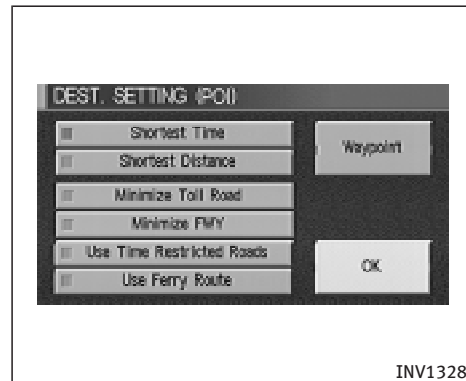 DEST. SETTING (POI)
Shortest Time
Shortest Distance
Waypoint
Minimize Toll Road
Minimize FWY
Use Time Restricted Roads
Use Ferry Route
OK
INV1328